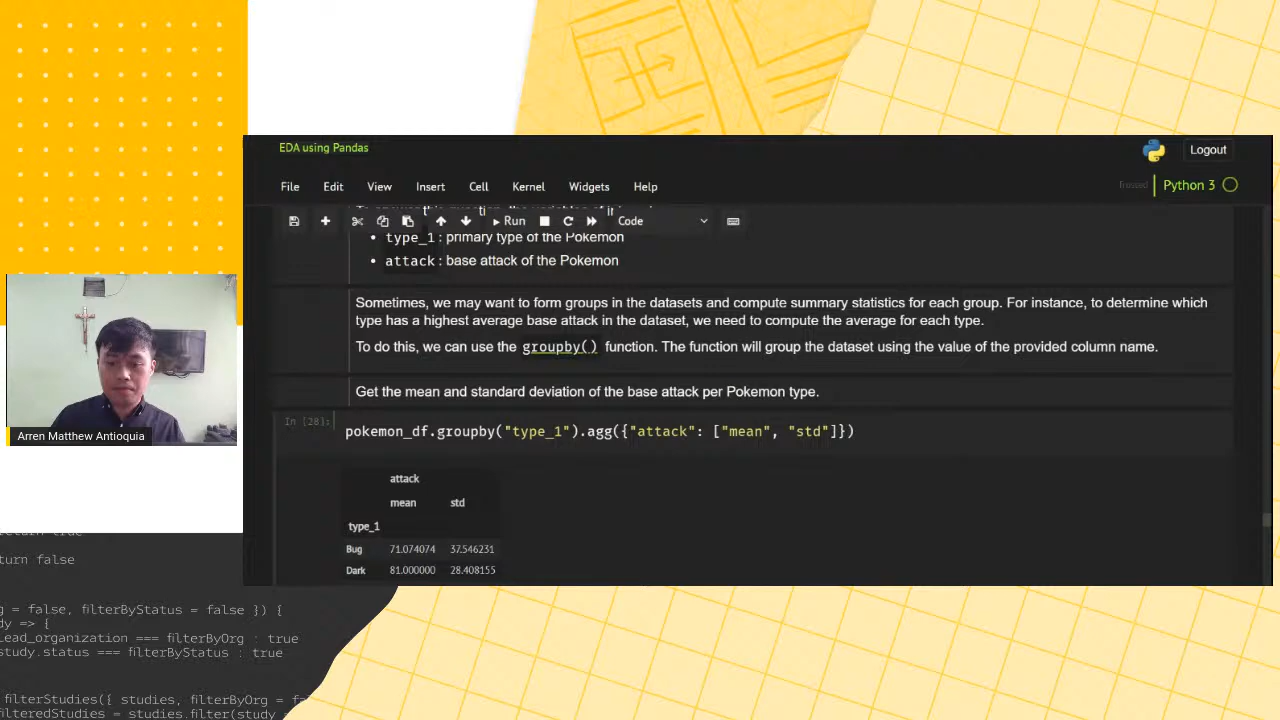 EDA using Pandas
Logout
File Edit View Insert Cell Kernel Widgets Help
Python 3
Run Code
type_1 : primary type of the Pokemon
attack : base attack of the Pokemon
Sometimes, we may want to form groups in the datasets and compute summary statistics for each group. For instance, to determine which
type has a highest average base attack in the dataset, we need to compute the average for each type.
To do this, we can use the groupby() function. The function will group the dataset using the value of the provided column name.
Get the mean and standard deviation of the base attack per Pokemon type.
In [28]:
pokemon_df.groupby("type_1").agg({"attack": ["mean", "std"]})
attack
mean std
type_1
Bug 71.074074 37.546231
Dark 81.000000 28.408155
Arren Matthew Antioquia
return true
turn false
g = false, filterByStatus = false }) {
dy => {
lead_organization === filterByOrg : true
study.status === filterByStatus : true
filterStudies({ studies, filterByOrg = fa
filteredStudies = studies.filter(study